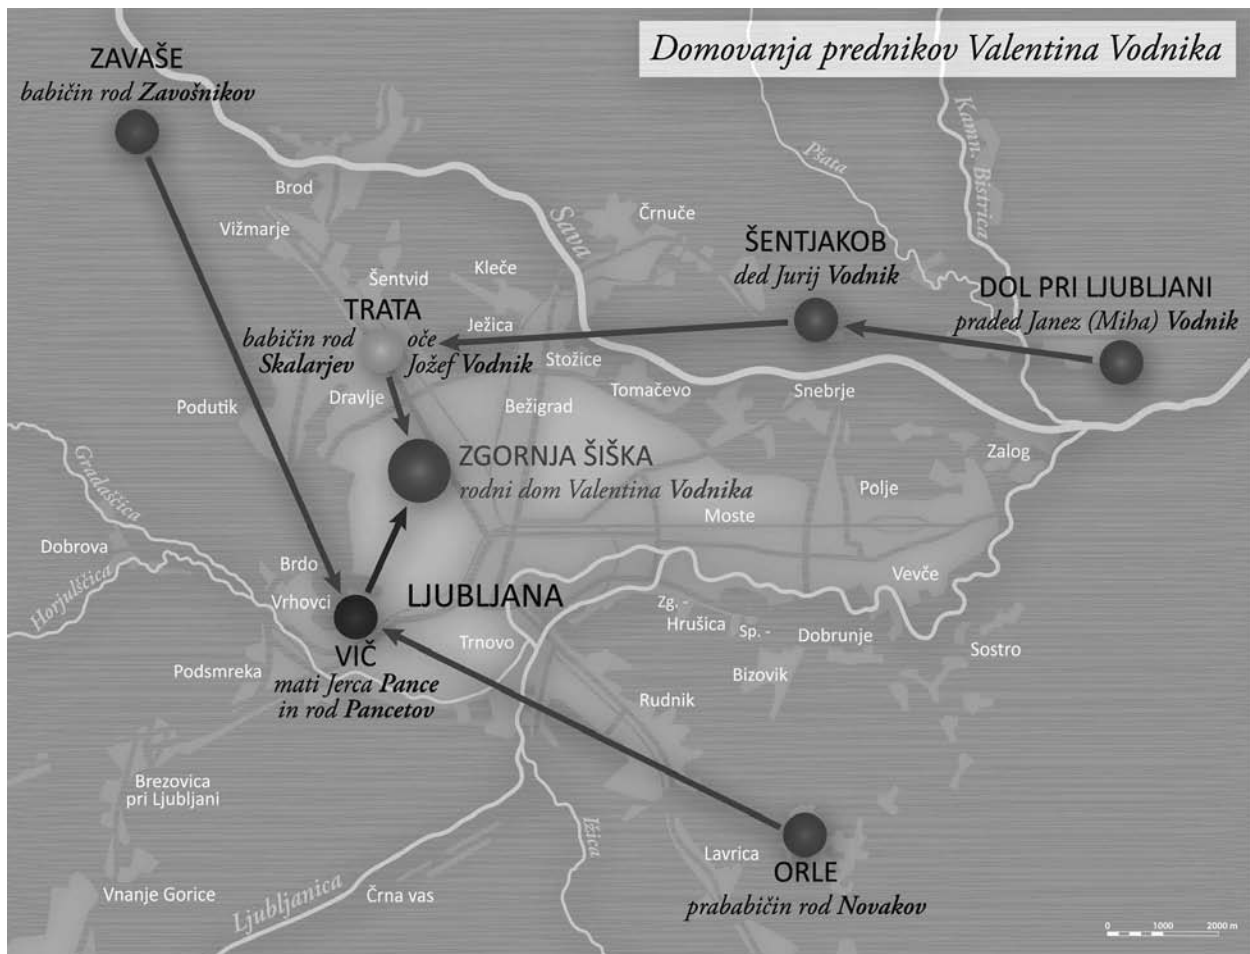 Domovanja prednikov Valentina Vodnika
ZAVAŠE
babičin rod Zavošnikov
Brod
Vižmarje
Sava
Pšata
Kamn. Bistrica
Črnuče
ŠENTJAKOB
ded Jurij Vodnik
DOL PRI LJUBLJANI
praded Janez (Miha) Vodnik
Šentvid
Kleče
TRATA
Ježica
babičin rod
Skalarjev
oče
Jožef Vodnik
Stožice
Tomačevo
Snebrje
Podutik
Dravlje
Bežigrad
ZGORNJA ŠIŠKA
rodni dom Valentina Vodnika
Zalog
Polje
Moste
Gradaščica
Dobrova
Horjulščica
Brdo
Vrhovci
LJUBLJANA
Vevče
Zg. -
Hrušica
Sp. -
Dobrunje
Sostro
Trnovo
VIČ
mati Jerca Pance
in rod Pancetov
Podsmreka
Bizovik
Rudnik
Brezovica
pri Ljubljani
Ižica
Lavrica
ORLE
prababičin rod Novakov
Vnanje Gorice
Ljubljanica
Črna vas
0 1000 2000 m